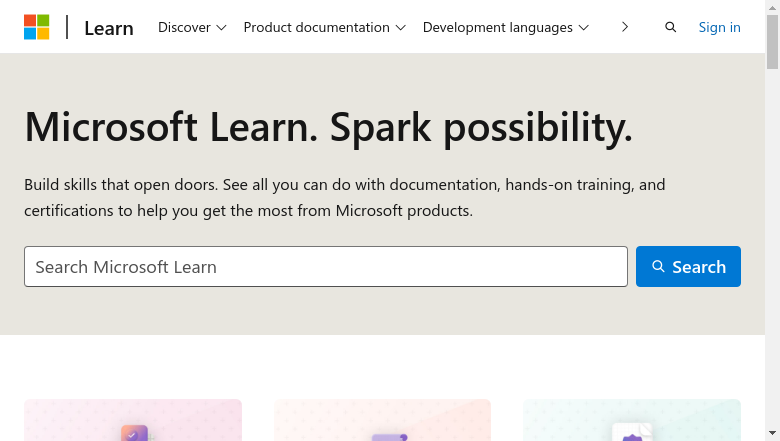 Learn Discover Product documentation Development languages Sign in
Microsoft Learn. Spark possibility.
Build skills that open doors. See all you can do with documentation, hands-on training, and
certifications to help you get the most from Microsoft products.
Search Microsoft Learn Search